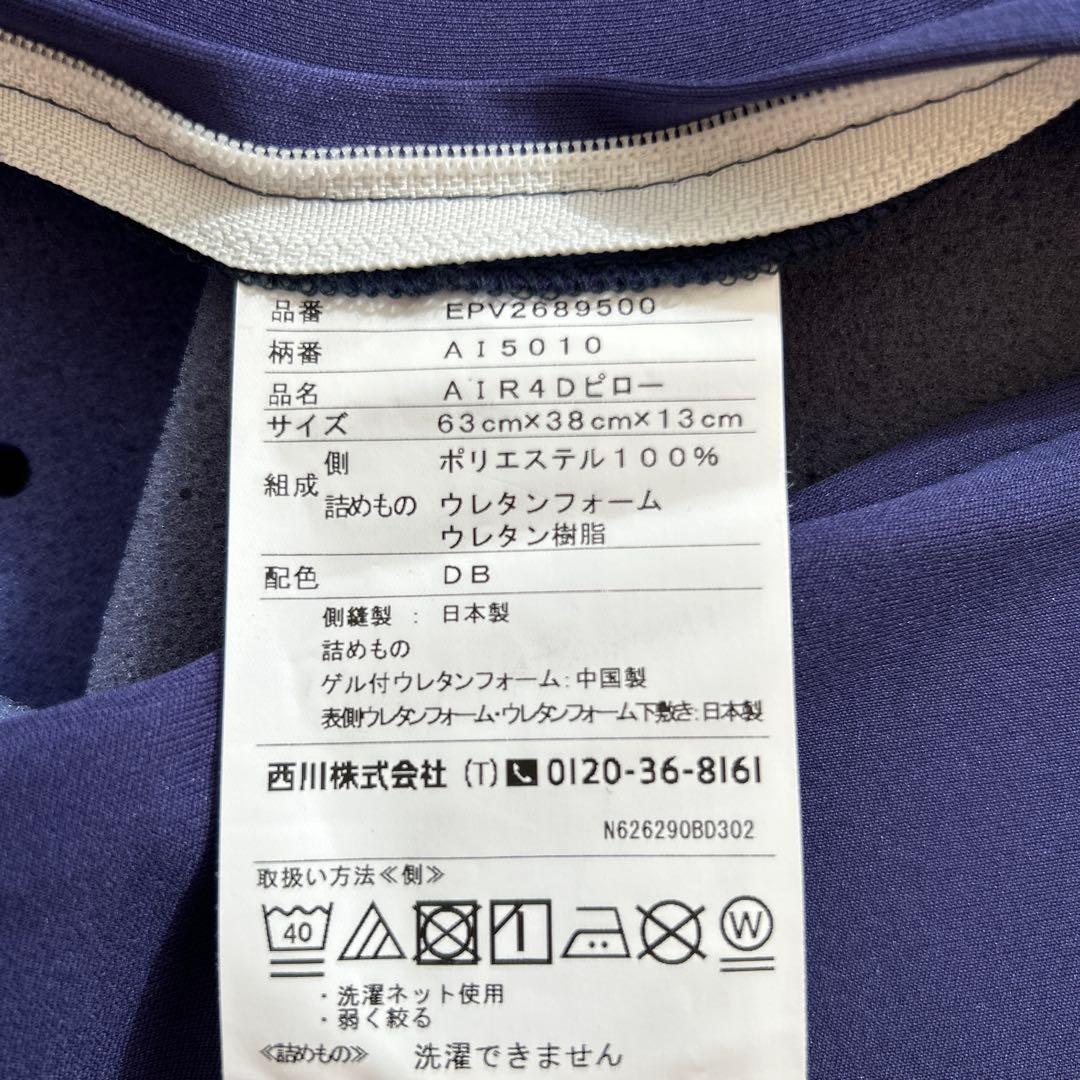 品番 EPV2689500
柄番 AI5010
品名 AIR4Dピロー
サイズ 63cm×38cm×13cm
組成 側 ポリエステル100%
詰めもの ウレタンフォーム
ウレタン樹脂
配色 DB
側縫製 : 日本製
詰めもの
ゲル付ウレタンフォーム:中国製
表側ウレタンフォーム・ウレタンフォーム下敷き:日本製
西川株式会社 (T) 0120-36-8161
N626290BD302
取扱い方法≪側≫
40 W
・洗濯ネット使用
・弱く絞る
≪詰めもの≫ 洗濯できません